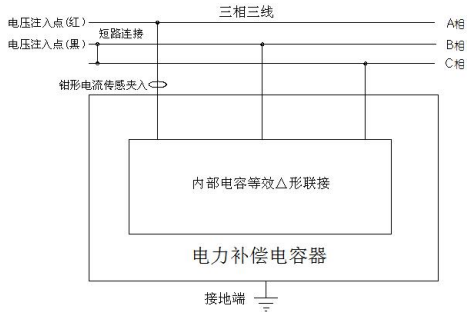 三相三线
电压注入点(红)
A相
短路连接
电压注入点(黑)
B相
C相
钳形电流传感夹入
内部电容等效△形联接
电力补偿电容器
接地端